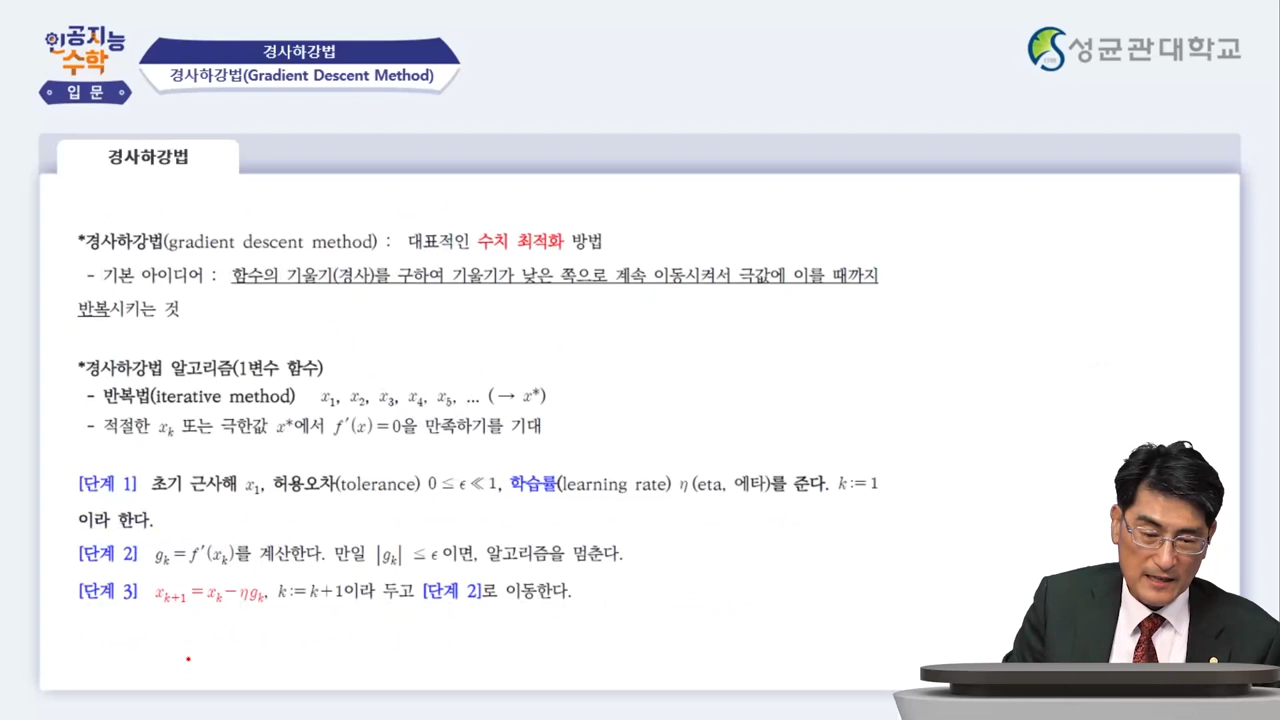 인공지능
수학
입문
경사하강법
경사하강법(Gradient Descent Method)
성균관대학교
경사하강법
*경사하강법(gradient descent method) : 대표적인 수치 최적화 방법
- 기본 아이디어 : 함수의 기울기(경사)를 구하여 기울기가 낮은 쪽으로 계속 이동시켜서 극값에 이를 때까지
반복시키는 것
*경사하강법 알고리즘(1변수 함수)
- 반복법(iterative method) x₁, x₂, x₃, x₄, x₅, ... (→ x*)
- 적절한 xₖ 또는 극한값 x*에서 f′(x)=0을 만족하기를 기대
[단계 1] 초기 근사해 x₁, 허용오차(tolerance) 0≤ϵ≪1, 학습률(learning rate) η(eta, 에타)를 준다. k:=1
이라 한다.
[단계 2] gₖ=f′(xₖ)를 계산한다. 만일 |gₖ| ≤ϵ이면, 알고리즘을 멈춘다.
[단계 3] xₖ₊₁=xₖ−ηgₖ, k:=k+1이라 두고 [단계 2]로 이동한다.